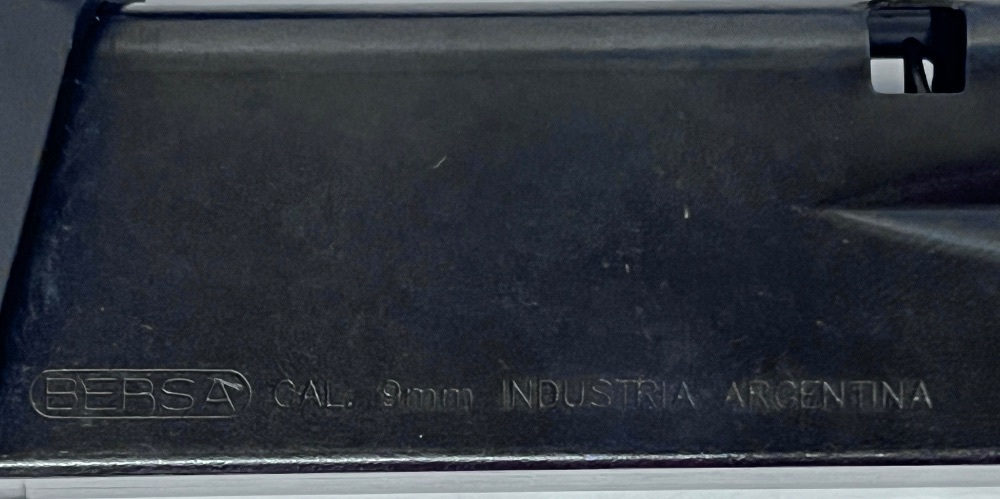 BERSA CAL. 9mm INDUSTRIA ARGENTINA